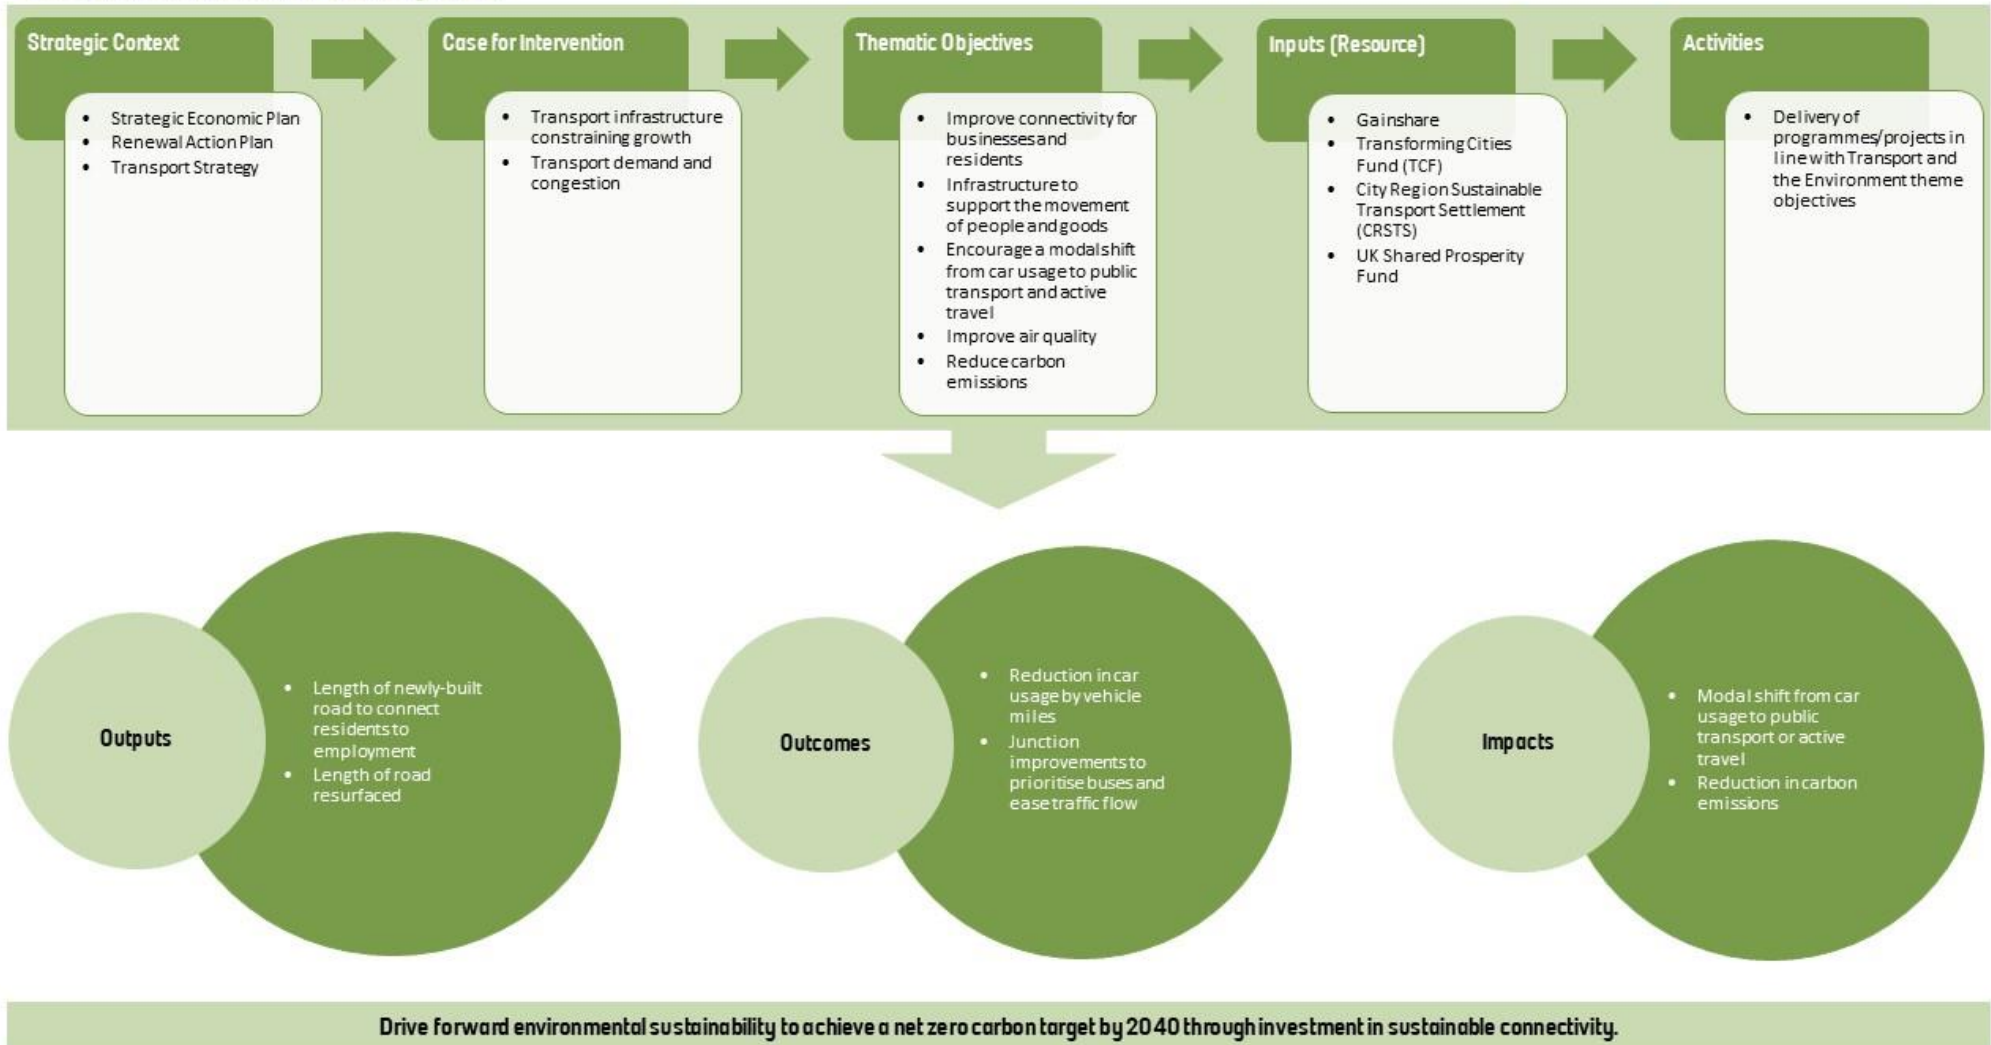 Strategic Context
• Strategic Economic Plan
• Renewal Action Plan
• Transport Strategy
Case for Intervention
• Transport infrastructure
constraining growth
• Transport demand and
congestion
Thematic Objectives
• Improve connectivity for
businesses and
residents
• Infrastructure to
support the movement
of people and goods
• Encourage a modal shift
from car usage to public
transport and active
travel
• Improve air quality
• Reduce carbon
emissions
Inputs (Resource)
• Gainshare
• Transforming Cities
Fund (TCF)
• City Region Sustainable
Transport Settlement
(CRSTS)
• UK Shared Prosperity
Fund
Activities
• Delivery of
programmes/projects in
line with Transport and
the Environment theme
objectives
Outputs
• Length of newly-built
road to connect
residents to
employment
• Length of road
resurfaced
Outcomes
• Reduction in car
usage by vehicle
miles
• Junction
improvements to
prioritise buses and
ease traffic flow
Impacts
• Modal shift from car
usage to public
transport or active
travel
• Reduction in carbon
emissions
Drive forward environmental sustainability to achieve a net zero carbon target by 2040 through investment in sustainable connectivity.